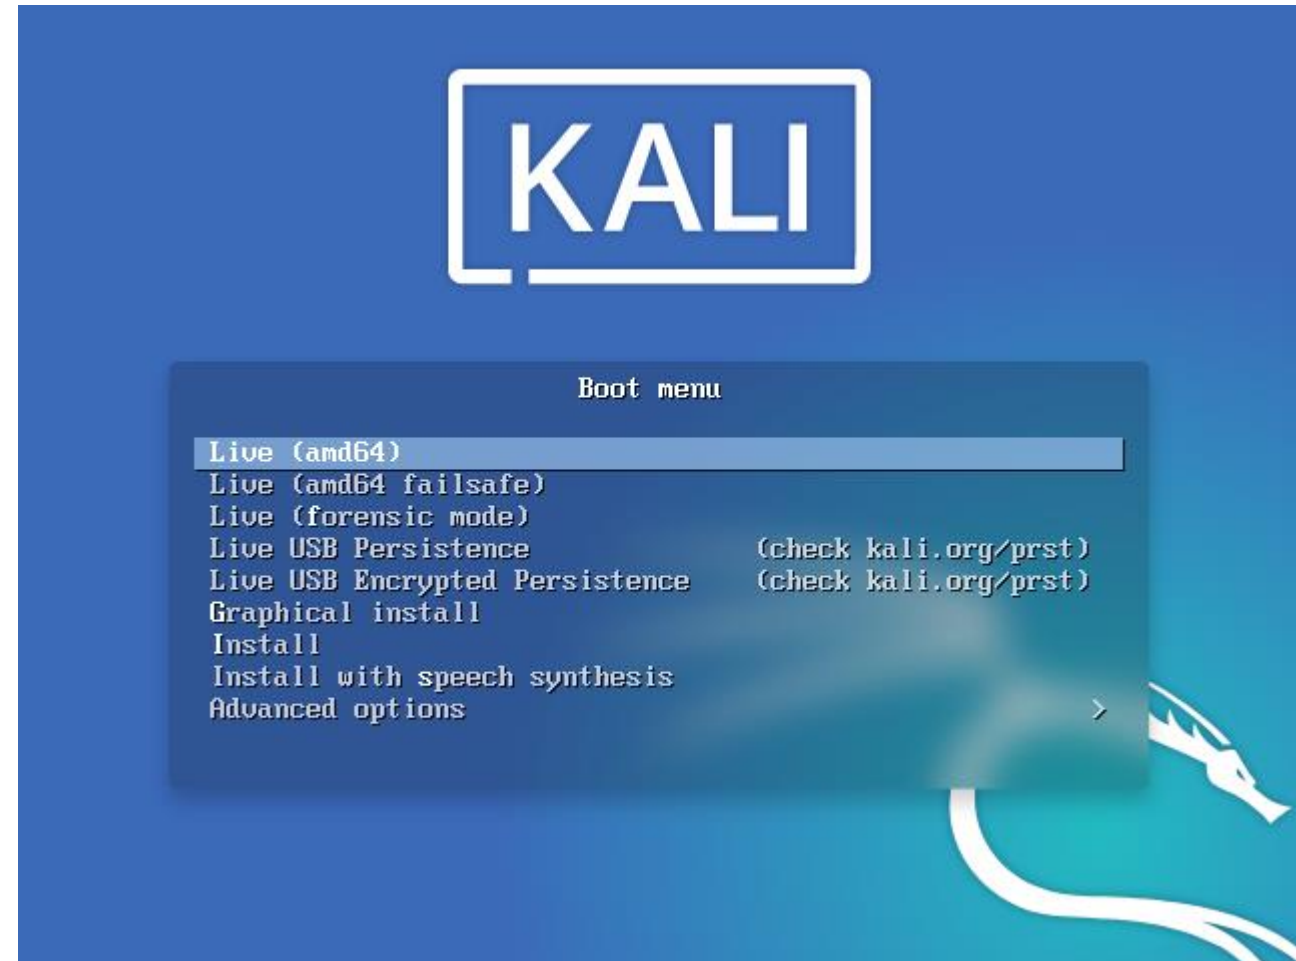 KALI
Boot menu
Live (amd64)
Live (amd64 failsafe)
Live (forensic mode)
Live USB Persistence (check kali.org/prst)
Live USB Encrypted Persistence (check kali.org/prst)
Graphical install
Install
Install with speech synthesis
Advanced options >